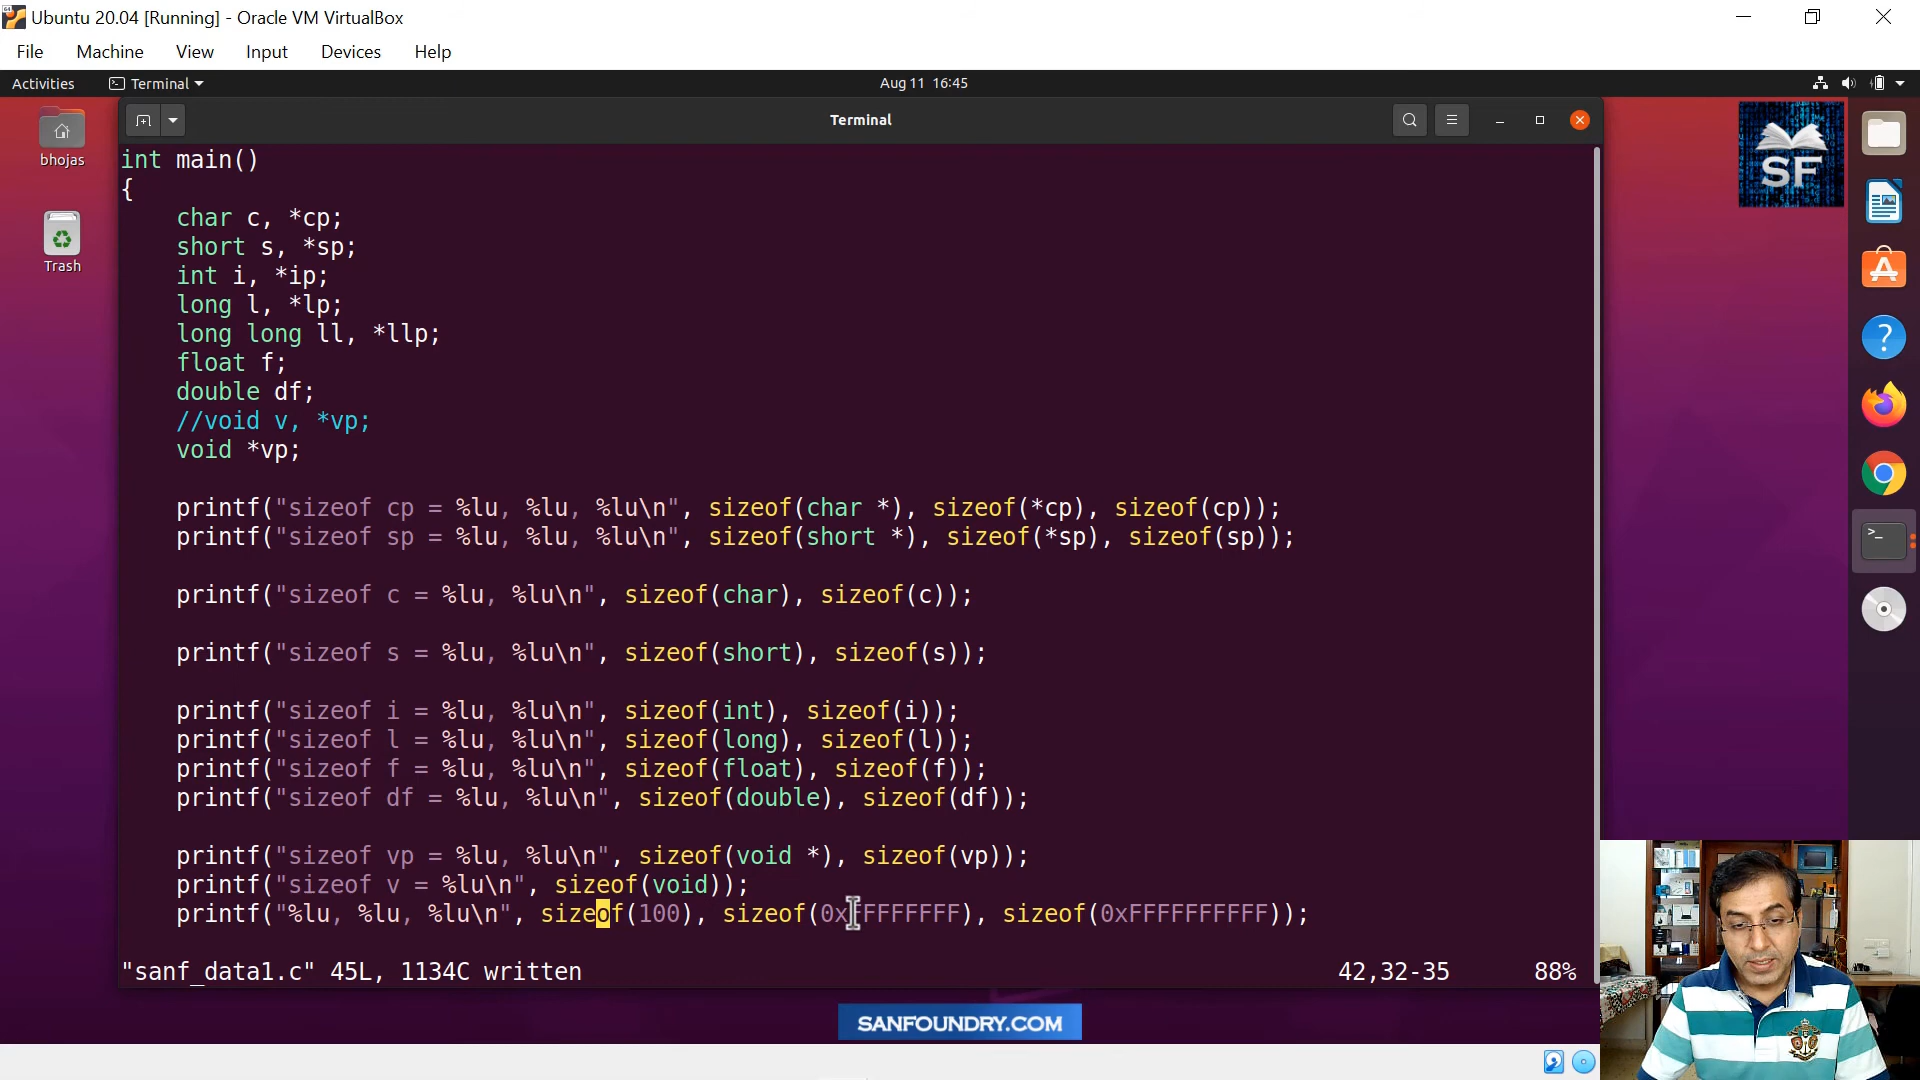 Ubuntu 20.04 [Running] - Oracle VM VirtualBox
File Machine View Input Devices Help
Activities Terminal Aug 11 16:45
Terminal
bhojas
Trash
SF
int main()
{
char c, *cp;
short s, *sp;
int i, *ip;
long l, *lp;
long long ll, *llp;
float f;
double df;
//void v, *vp;
void *vp;
printf("sizeof cp = %lu, %lu, %lu\n", sizeof(char *), sizeof(*cp), sizeof(cp));
printf("sizeof sp = %lu, %lu, %lu\n", sizeof(short *), sizeof(*sp), sizeof(sp));
printf("sizeof c = %lu, %lu\n", sizeof(char), sizeof(c));
printf("sizeof s = %lu, %lu\n", sizeof(short), sizeof(s));
printf("sizeof i = %lu, %lu\n", sizeof(int), sizeof(i));
printf("sizeof l = %lu, %lu\n", sizeof(long), sizeof(l));
printf("sizeof f = %lu, %lu\n", sizeof(float), sizeof(f));
printf("sizeof df = %lu, %lu\n", sizeof(double), sizeof(df));
printf("sizeof vp = %lu, %lu\n", sizeof(void *), sizeof(vp));
printf("sizeof v = %lu\n", sizeof(void));
printf("%lu, %lu, %lu\n", sizeof(100), sizeof(0xFFFFFFFF), sizeof(0xFFFFFFFFFF));
"sanf_data1.c" 45L, 1134C written 42,32-35 88%
SANFOUNDRY.COM